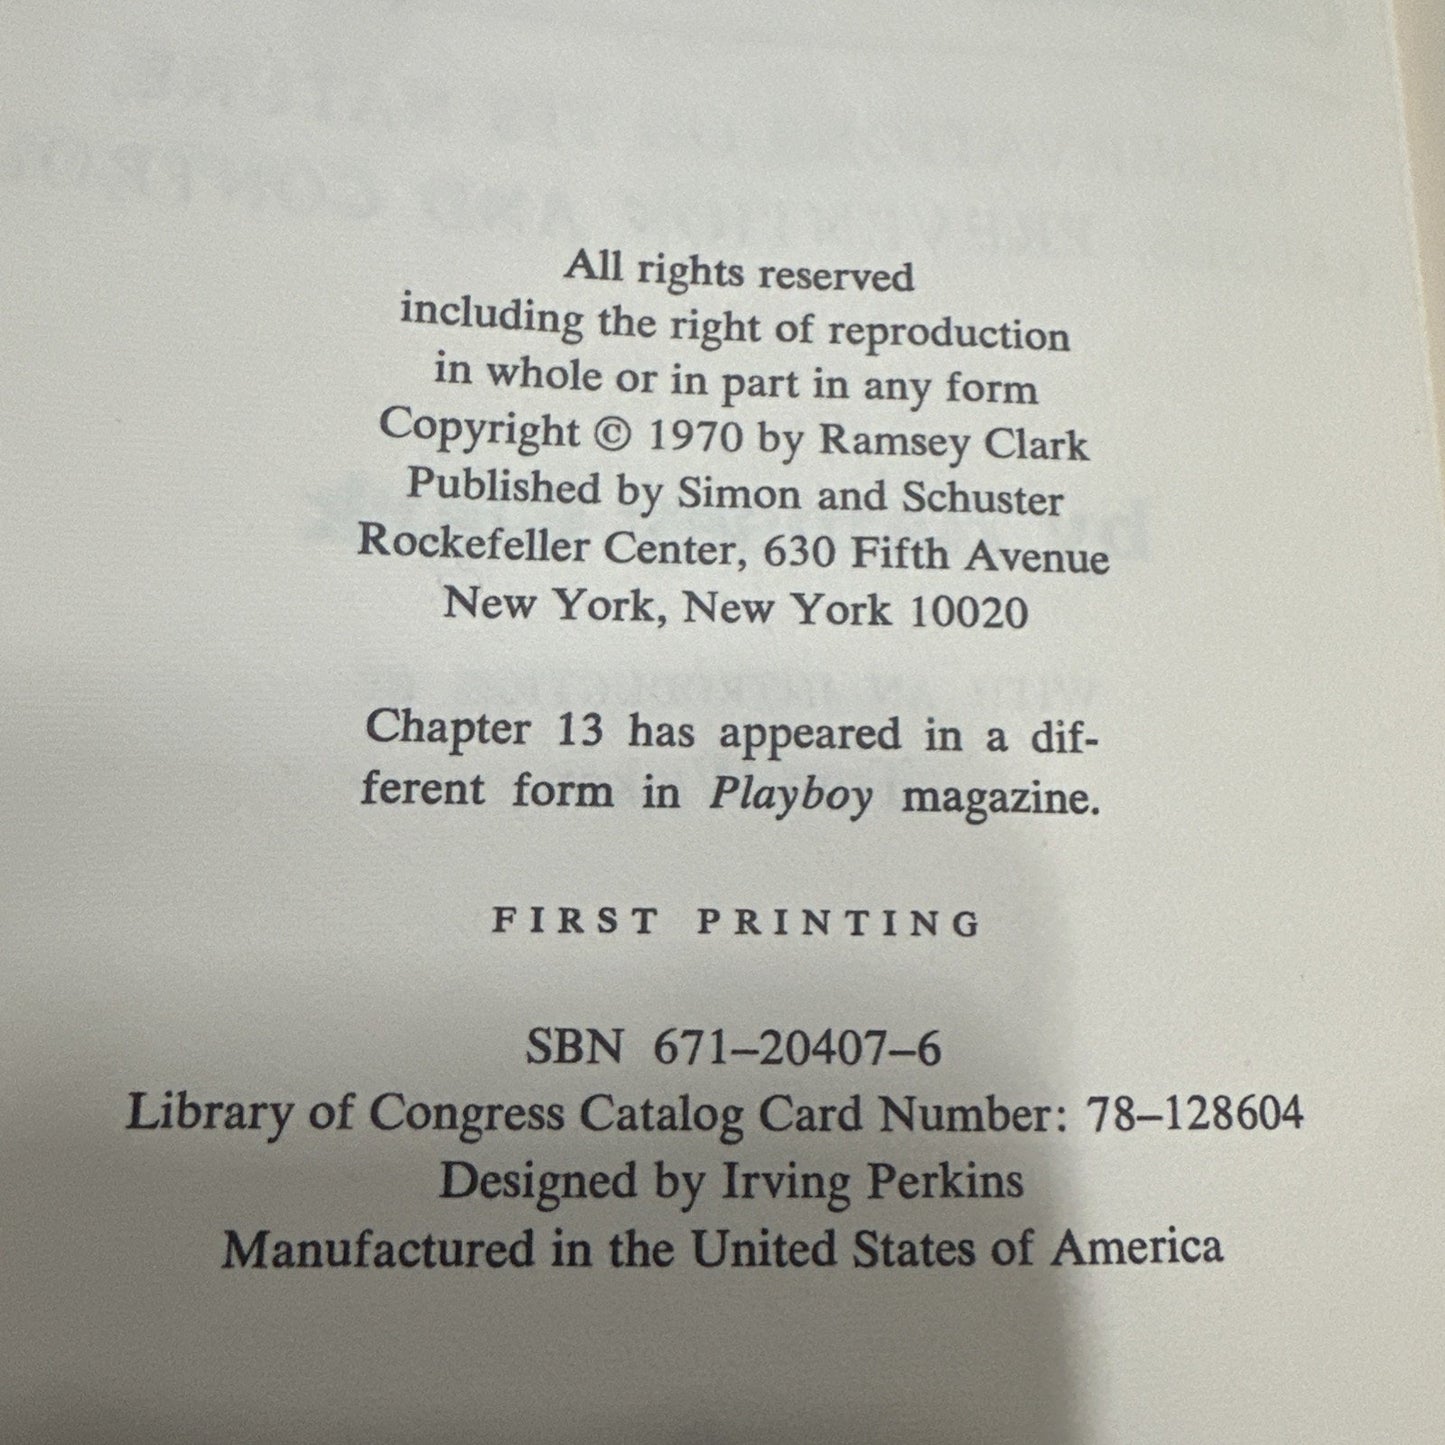 All rights reserved
including the right of reproduction
in whole or in part in any form
Copyright © 1970 by Ramsey Clark
Published by Simon and Schuster
Rockefeller Center, 630 Fifth Avenue
New York, New York 10020
Chapter 13 has appeared in a dif-
ferent form in Playboy magazine.
FIRST PRINTING
SBN 671–20407–6
Library of Congress Catalog Card Number: 78–128604
Designed by Irving Perkins
Manufactured in the United States of America